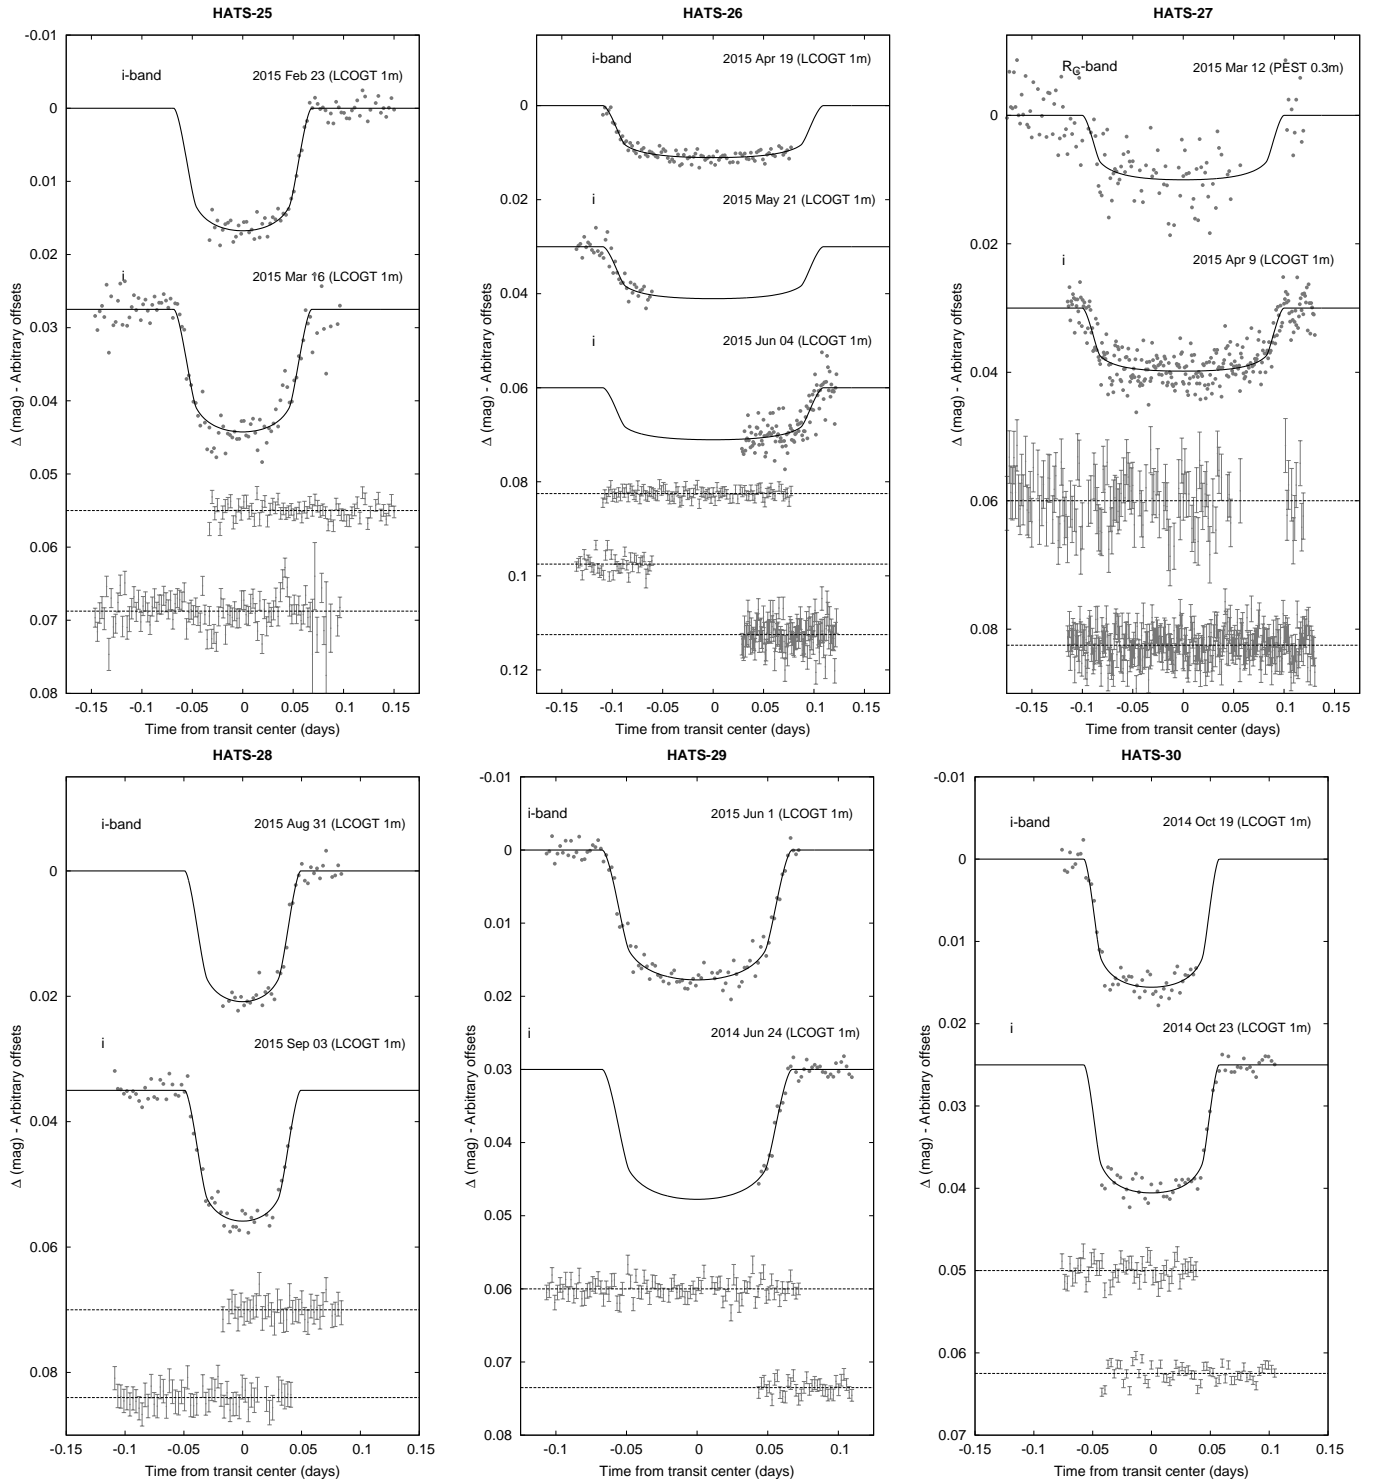 HATS-25
-0.01
0
0.01
0.02
0.03
0.04
0.05
0.06
0.07
0.08
i-band
2015 Feb 23 (LCOGT 1m)
i
2015 Mar 16 (LCOGT 1m)
Δ (mag) - Arbitrary offsets
-0.15 -0.1 -0.05 0 0.05 0.1 0.15
Time from transit center (days)
HATS-26
0
0.02
0.04
0.06
0.08
0.1
0.12
i-band
2015 Apr 19 (LCOGT 1m)
i
2015 May 21 (LCOGT 1m)
i
2015 Jun 04 (LCOGT 1m)
Δ (mag) - Arbitrary offsets
-0.15 -0.1 -0.05 0 0.05 0.1 0.15
Time from transit center (days)
HATS-27
0
0.02
0.04
0.06
0.08
R_C-band
2015 Mar 12 (PEST 0.3m)
i
2015 Apr 9 (LCOGT 1m)
Δ (mag) - Arbitrary offsets
-0.15 -0.1 -0.05 0 0.05 0.1 0.15
Time from transit center (days)
HATS-28
0
0.02
0.04
0.06
0.08
i-band
2015 Aug 31 (LCOGT 1m)
i
2015 Sep 03 (LCOGT 1m)
Δ (mag) - Arbitrary offsets
-0.15 -0.1 -0.05 0 0.05 0.1 0.15
Time from transit center (days)
HATS-29
-0.01
0
0.01
0.02
0.03
0.04
0.05
0.06
0.07
0.08
i-band
2015 Jun 1 (LCOGT 1m)
i
2014 Jun 24 (LCOGT 1m)
Δ (mag) - Arbitrary offsets
-0.1 -0.05 0 0.05 0.1
Time from transit center (days)
HATS-30
-0.01
0
0.01
0.02
0.03
0.04
0.05
0.06
0.07
i-band
2014 Oct 19 (LCOGT 1m)
i
2014 Oct 23 (LCOGT 1m)
Δ (mag) - Arbitrary offsets
-0.15 -0.1 -0.05 0 0.05 0.1 0.15
Time from transit center (days)